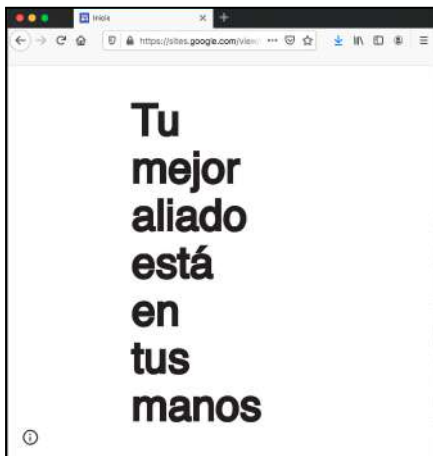 Inicio
https://sites.google.com/view
Tu
mejor
aliado
está
en
tus
manos